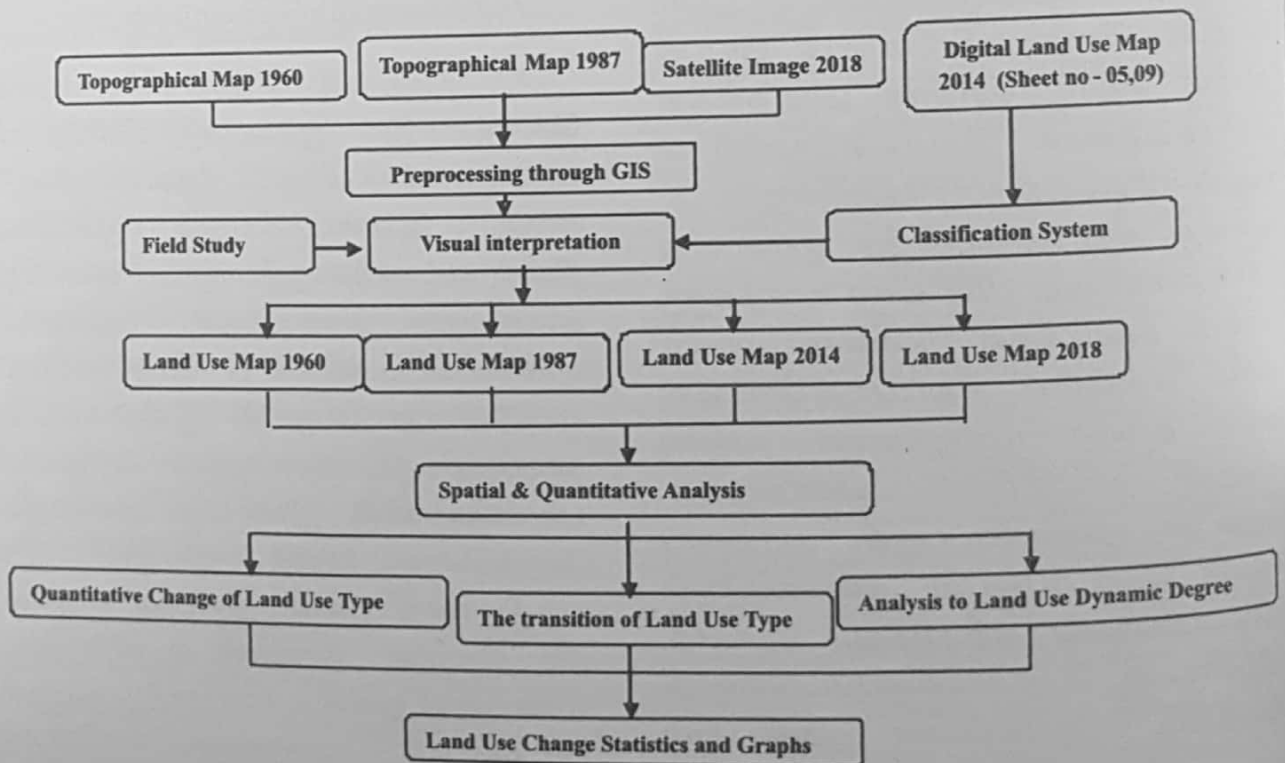 Topographical Map 1960
Topographical Map 1987
Satellite Image 2018
Digital Land Use Map
2014 (Sheet no - 05,09)
Preprocessing through GIS
Field Study
Visual interpretation
Classification System
Land Use Map 1960
Land Use Map 1987
Land Use Map 2014
Land Use Map 2018
Spatial & Quantitative Analysis
Quantitative Change of Land Use Type
The transition of Land Use Type
Analysis to Land Use Dynamic Degree
Land Use Change Statistics and Graphs